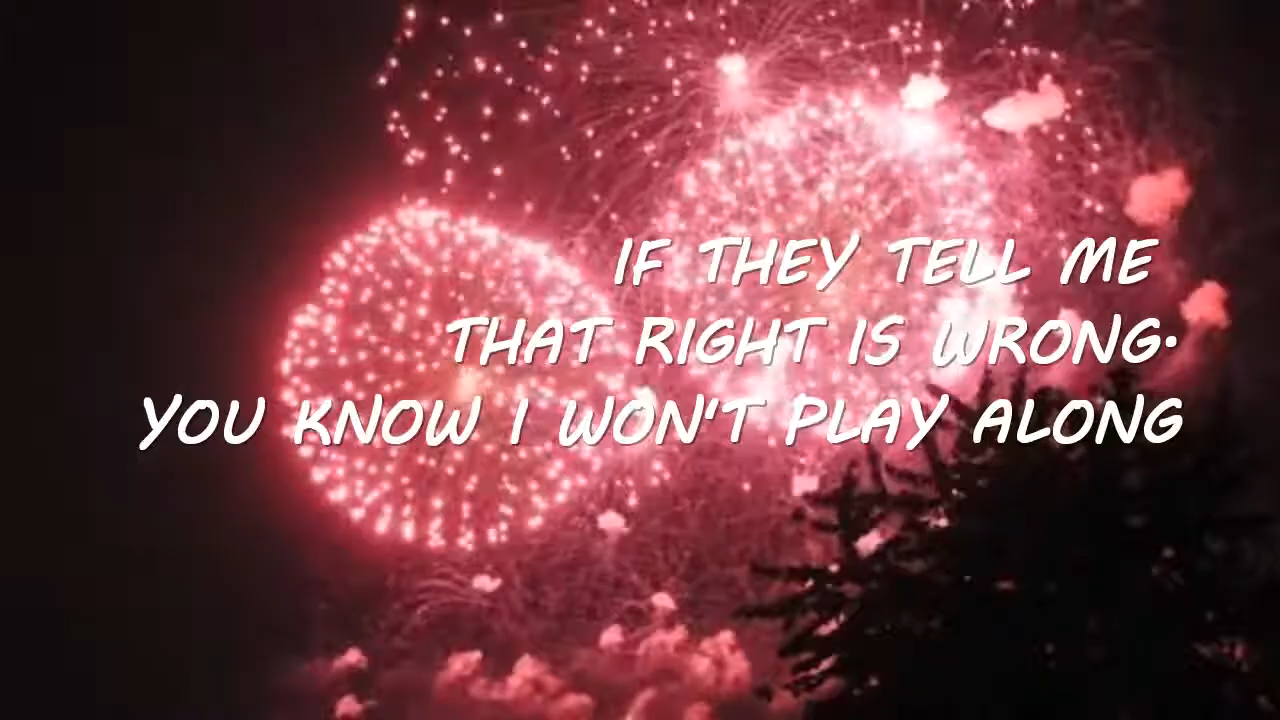 IF THEY TELL ME
THAT RIGHT IS WRONG.
YOU KNOW I WON'T PLAY ALONG